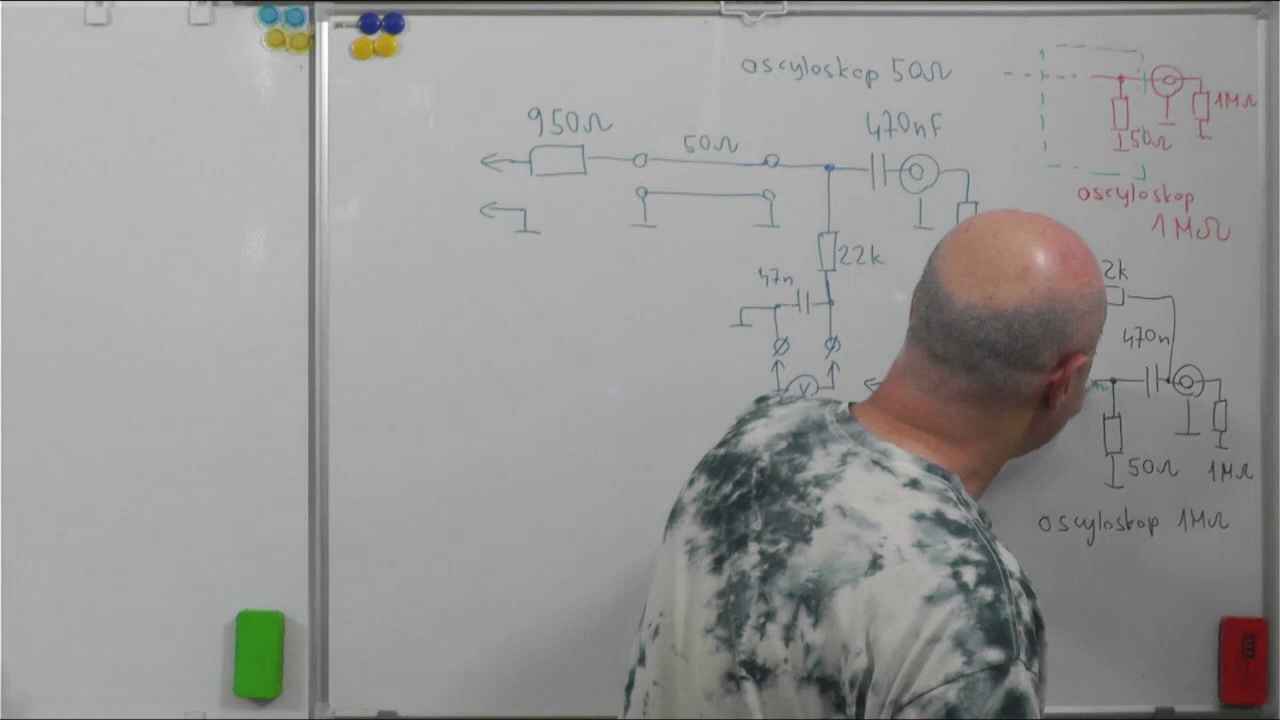 oscyloskop 50Ω
950Ω
50Ω
470nF
22k
47n
V
1MΩ
50Ω
oscyloskop
1MΩ
2k
470n
50Ω
1MΩ
oscyloskop 1MΩ